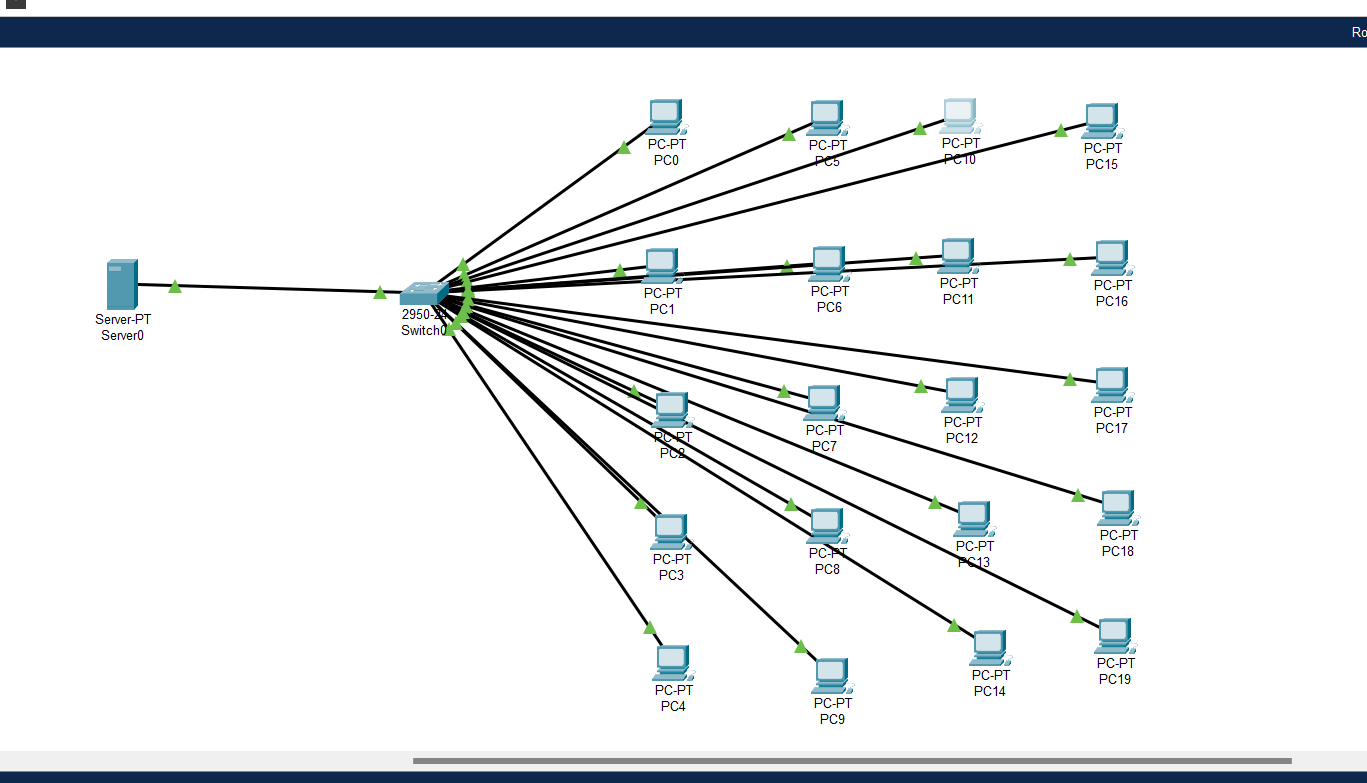 PC-PT
PC0
PC-PT
PC5
PC-PT
PC10
PC-PT
PC15
PC-PT
PC1
PC-PT
PC6
PC-PT
PC11
PC-PT
PC16
Server-PT
Server0
2950-24
Switch0
PC-PT
PC2
PC-PT
PC7
PC-PT
PC12
PC-PT
PC17
PC-PT
PC3
PC-PT
PC8
PC-PT
PC13
PC-PT
PC18
PC-PT
PC4
PC-PT
PC9
PC-PT
PC14
PC-PT
PC19